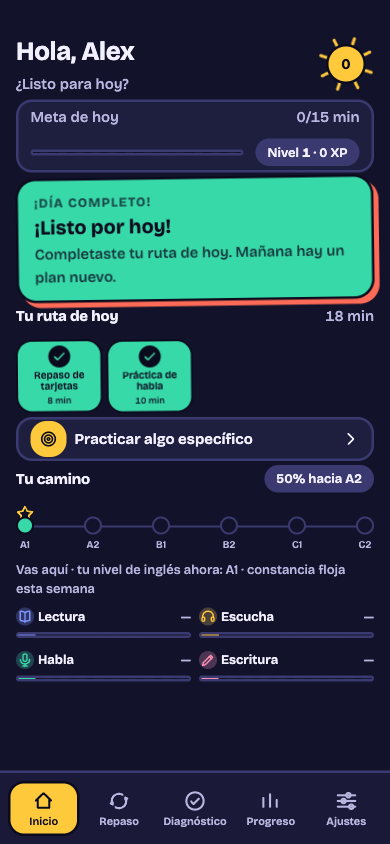 Hola, Alex
0
¿Listo para hoy?
Meta de hoy
0/15 min
Nivel 1 · 0 XP
¡DÍA COMPLETO!
¡Listo por hoy!
Completaste tu ruta de hoy. Mañana hay un
plan nuevo.
Tu ruta de hoy
18 min
Repaso de
tarjetas
8 min
Práctica de
habla
10 min
Practicar algo específico
Tu camino
50% hacia A2
A1
A2
B1
B2
C1
C2
Vas aquí · tu nivel de inglés ahora: A1 · constancia floja
esta semana
Lectura
–
Escucha
–
Habla
–
Escritura
–
Inicio
Repaso
Diagnóstico
Progreso
Ajustes